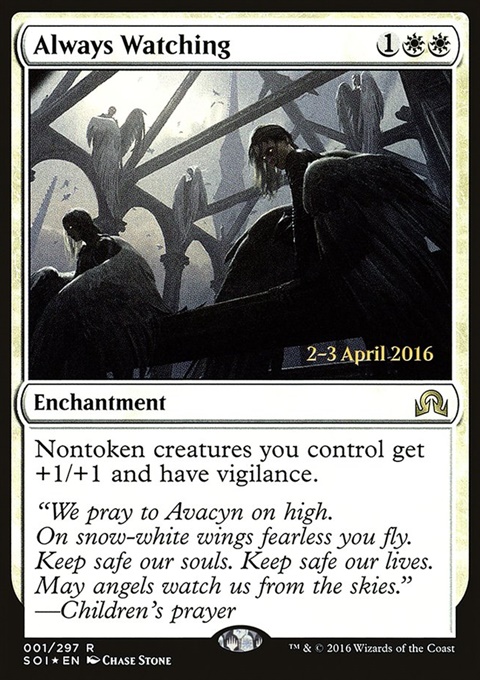 Always Watching 1
2–3 April 2016
Enchantment
Nontoken creatures you control get
+1/+1 and have vigilance.
“We pray to Avacyn on high.
On snow-white wings fearless you fly.
Keep safe our souls. Keep safe our lives.
May angels watch us from the skies.”
—Children’s prayer
001/297 R
SOI★EN Chase Stone
™ & © 2016 Wizards of the Coast